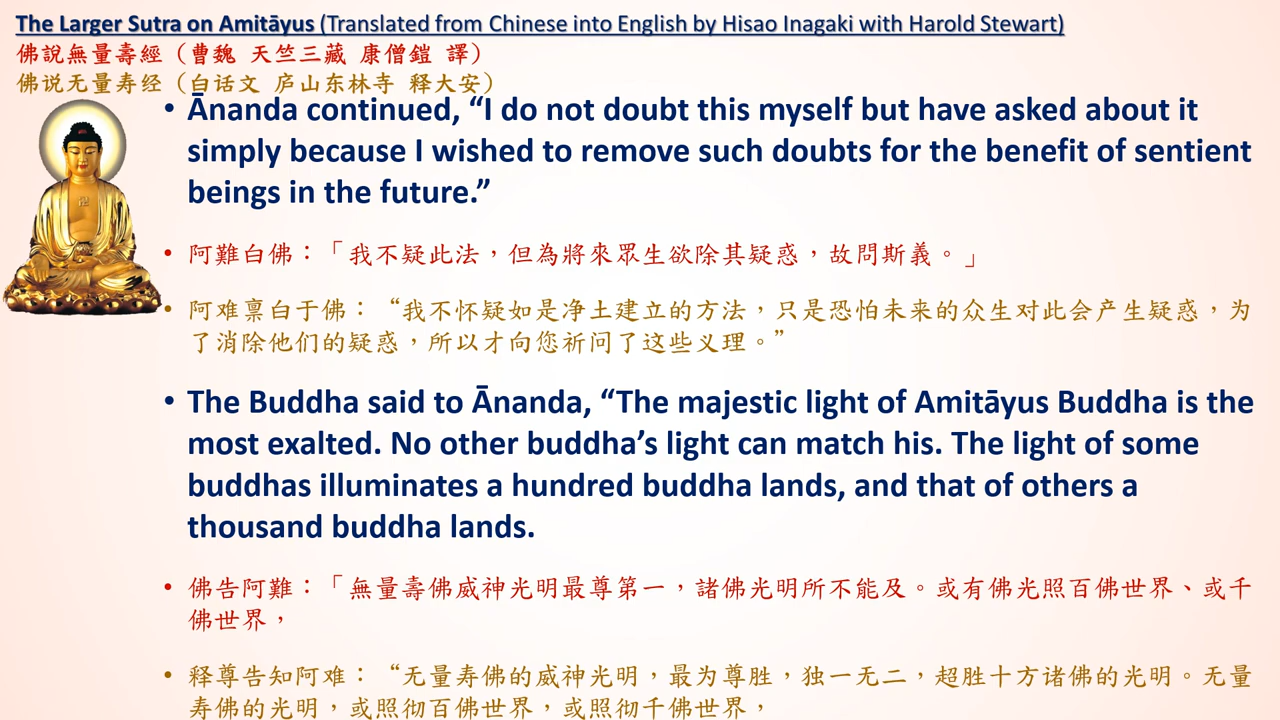 The Larger Sutra on Amitāyus (Translated from Chinese into English by Hisao Inagaki with Harold Stewart)
佛說無量壽經（曹魏 天竺三藏 康僧鎧 譯）
佛说无量寿经（白话文 庐山东林寺 释大安）
• Ānanda continued, “I do not doubt this myself but have asked about it
simply because I wished to remove such doubts for the benefit of sentient
beings in the future.”
• 阿難白佛：「我不疑此法，但為將來眾生欲除其疑惑，故問斯義。」
• 阿难禀白于佛：“我不怀疑如是净土建立的方法，只是恐怕未来的众生对此会产生疑惑，为
了消除他们的疑惑，所以才向您祈问了这些义理。”
• The Buddha said to Ānanda, “The majestic light of Amitāyus Buddha is the
most exalted. No other buddha’s light can match his. The light of some
buddhas illuminates a hundred buddha lands, and that of others a
thousand buddha lands.
• 佛告阿難：「無量壽佛威神光明最尊第一，諸佛光明所不能及。或有佛光照百佛世界、或千
佛世界，
• 释尊告知阿难：“无量寿佛的威神光明，最为尊胜，独一无二，超胜十方诸佛的光明。无量
寿佛的光明，或照彻百佛世界，或照彻千佛世界，